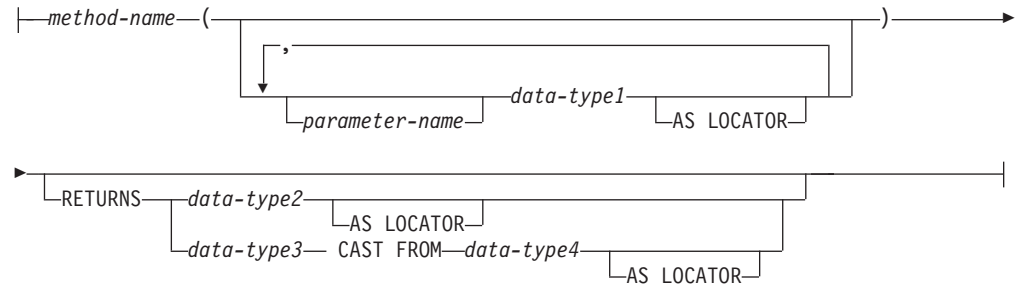 method-name ( )
,
data-type1
parameter-name AS LOCATOR
RETURNS data-type2
AS LOCATOR
data-type3 CAST FROM data-type4
AS LOCATOR